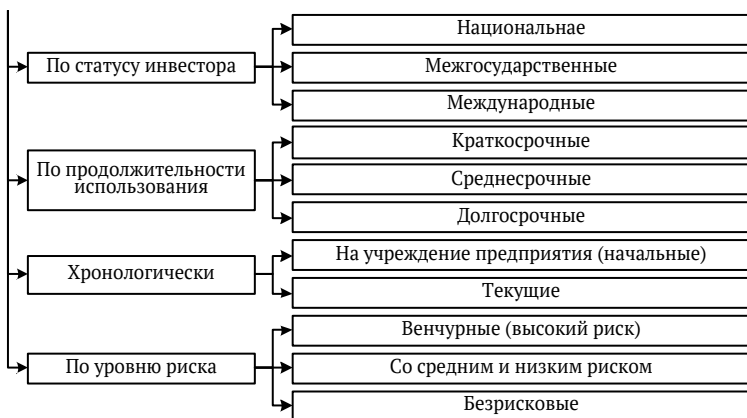 По статусу инвестора
Национальнае
Межгосударственные
Международные
По продолжительности
использования
Краткосрочные
Среднесрочные
Долгосрочные
Хронологически
На учреждение предприятия (начальные)
Текущие
По уровню риска
Венчурные (высокий риск)
Со средним и низким риском
Безрисковые